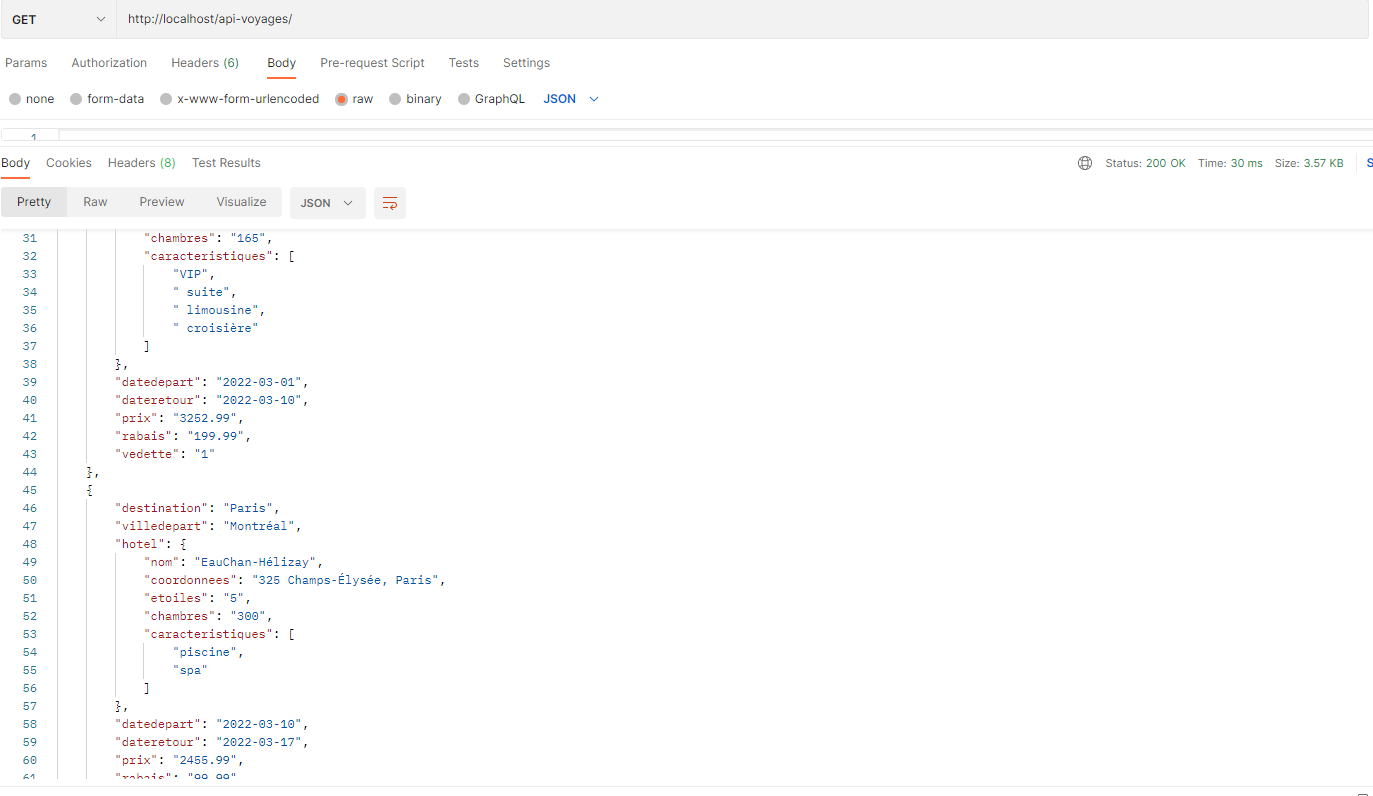 GET http://localhost/api-voyages/
Params Authorization Headers (6) Body Pre-request Script Tests Settings
none form-data x-www-form-urlencoded raw binary GraphQL JSON
1
Body Cookies Headers (8) Test Results Status: 200 OK Time: 30 ms Size: 3.57 KB S
Pretty Raw Preview Visualize JSON
31 "chambres": "165",
32 "caracteristiques": [
33 "VIP",
34 " suite",
35 " limousine",
36 " croisière"
37 ]
38 },
39 "datedepart": "2022-03-01",
40 "dateretour": "2022-03-10",
41 "prix": "3252.99",
42 "rabais": "199.99",
43 "vedette": "1"
44 },
45 {
46 "destination": "Paris",
47 "villedepart": "Montréal",
48 "hotel": {
49 "nom": "EauChan-Hélizay",
50 "coordonnees": "325 Champs-Élysée, Paris",
51 "etoiles": "5",
52 "chambres": "300",
53 "caracteristiques": [
54 "piscine",
55 "spa"
56 ]
57 },
58 "datedepart": "2022-03-10",
59 "dateretour": "2022-03-17",
60 "prix": "2455.99",
61 "rabais": "99.99"